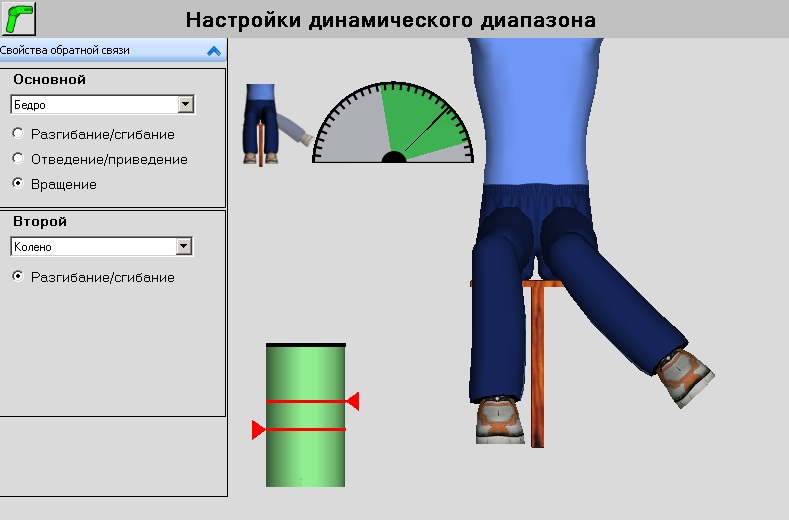 Настройки динамического диапазона
Свойства обратной связи
Основной
Бедро
Разгибание/сгибание
Отведение/приведение
Вращение
Второй
Колено
Разгибание/сгибание